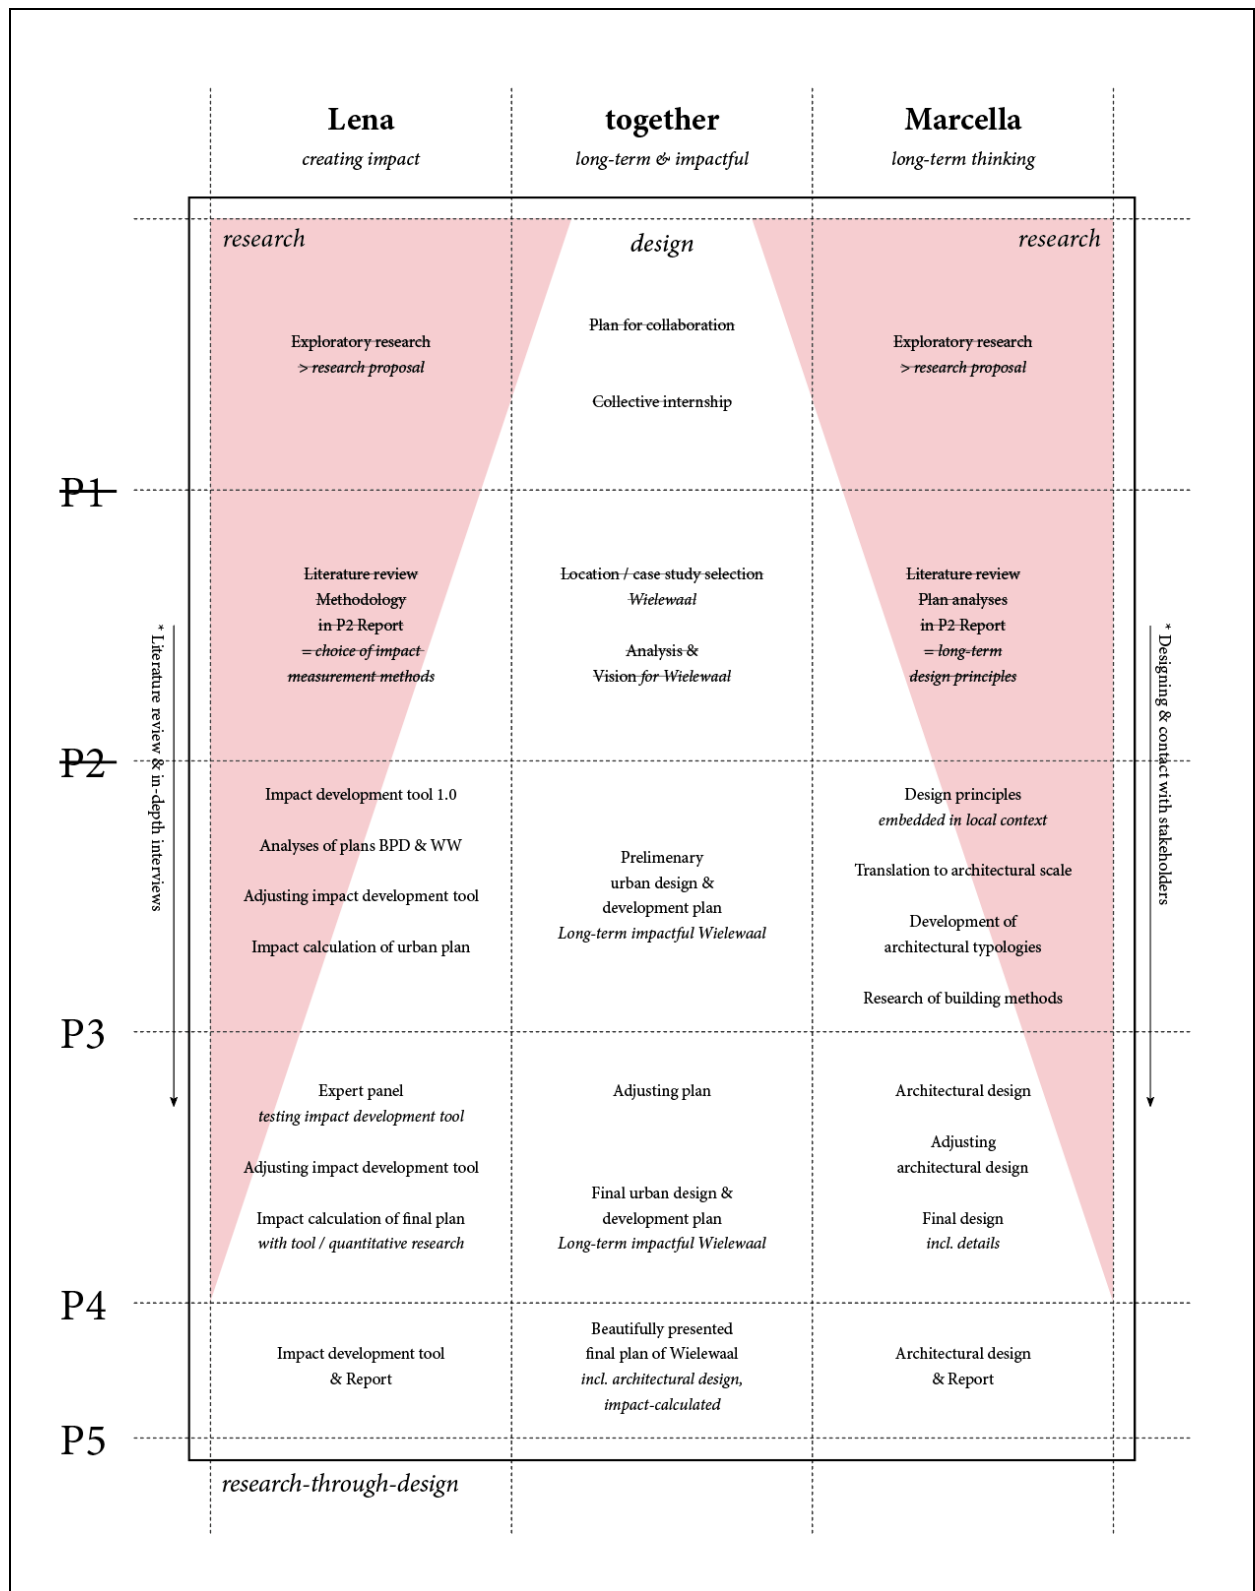 Lena
creating impact
together
long-term & impactful
Marcella
long-term thinking
research
design
research
Exploratory research
> research proposal
Plan for collaboration
Collective internship
Exploratory research
> research proposal
P1
Literature review
Methodology
in P2 Report
= choice of impact
measurement methods
Location / case study selection
Wielewaal
Analysis &
Vision for Wielewaal
Literature review
Plan analyses
in P2 Report
= long-term
design principles
* Literature review & in-depth interviews
* Designing & contact with stakeholders
P2
Impact development tool 1.0
Analyses of plans BPD & WW
Adjusting impact development tool
Impact calculation of urban plan
Prelimenary
urban design &
development plan
Long-term impactful Wielewaal
Design principles
embedded in local context
Translation to architectural scale
Development of
architectural typologies
Research of building methods
P3
Expert panel
testing impact development tool
Adjusting impact development tool
Impact calculation of final plan
with tool / quantitative research
Adjusting plan
Final urban design &
development plan
Long-term impactful Wielewaal
Architectural design
Adjusting
architectural design
Final design
incl. details
P4
Impact development tool
& Report
Beautifully presented
final plan of Wielewaal
incl. architectural design,
impact-calculated
Architectural design
& Report
P5
research-through-design